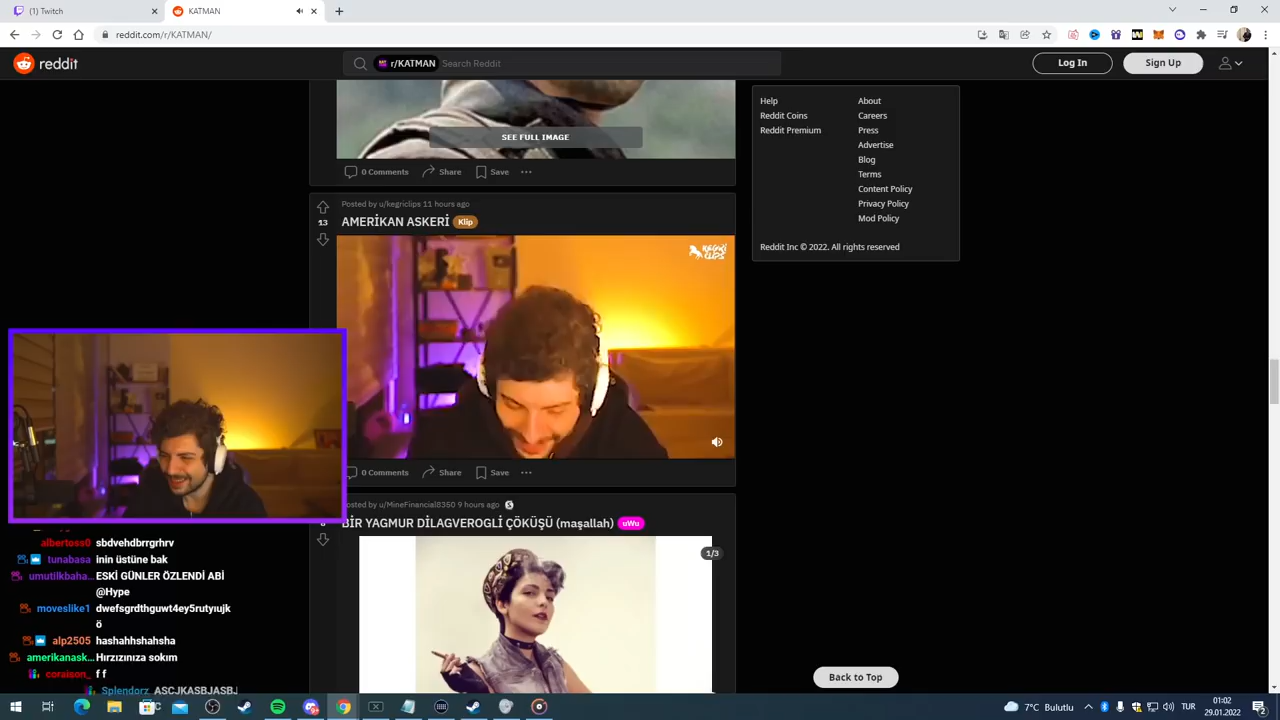 (1) Twitch
KATMAN
reddit.com/r/KATMAN/
reddit
r/KATMAN
Search Reddit
Log In
Sign Up
SEE FULL IMAGE
0 Comments
Share
Save
Help
About
Reddit Coins
Careers
Reddit Premium
Press
Advertise
Blog
Terms
Content Policy
Privacy Policy
Mod Policy
Reddit Inc © 2022. All rights reserved
Posted by u/kegriclips 11 hours ago
13
AMERİKAN ASKERİ Klip
KEGRİ CLIPS
0 Comments
Share
Save
osted by u/MineFinancial8350 9 hours ago
BİR YAGMUR DİLAGVEROGLİ ÇÖKÜŞÜ (maşallah) uWu
1/3
albertoss0 sbdvehdbrrgrhrv
tunabasa inin üstüne bak
umutilkbaha... ESKİ GÜNLER ÖZLENDİ ABİ
@Hype
moveslike1 dwefsgrdthguwt4ey5rutyıujk
ö
alp2505 hashahhshahsha
amerikanask... Hırzızınıza sokım
coraison_ f f
Splendorz ASCJKASBJASBJ
Back to Top
7°C Bulutlu
TUR
01:02
29.01.2022
2